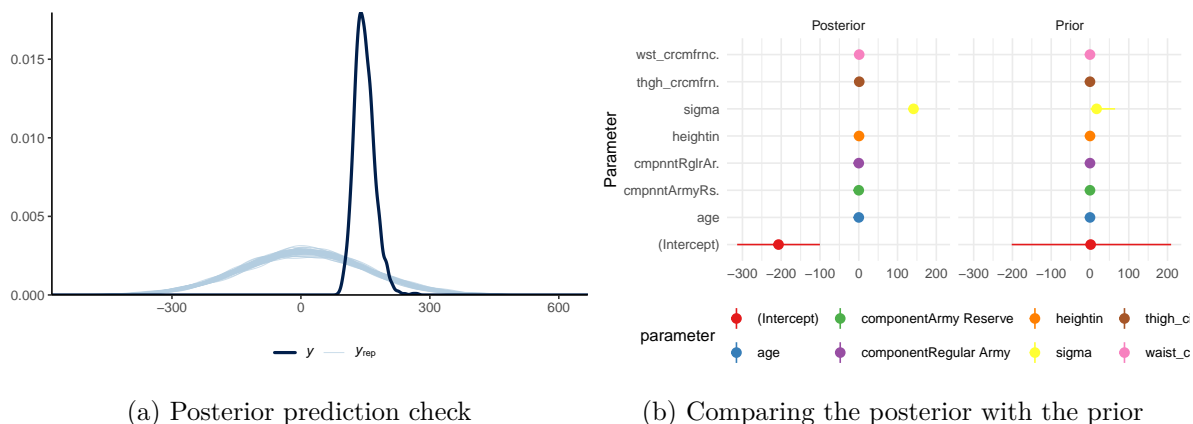 0.015
0.010
0.005
0.000
−300
0
300
600
y
yrep
(a) Posterior prediction check
Posterior
Prior
Parameter
wst_crcmfrnc.
thgh_crcmfrn.
sigma
heightin
cmpnntRglrAr.
cmpnntArmyRs.
age
(Intercept)
−300 −200 −100 0 100 200
−300 −200 −100 0 100 200
parameter
(Intercept)
componentArmy Reserve
heightin
thigh_ci
age
componentRegular Army
sigma
waist_c
(b) Comparing the posterior with the prior